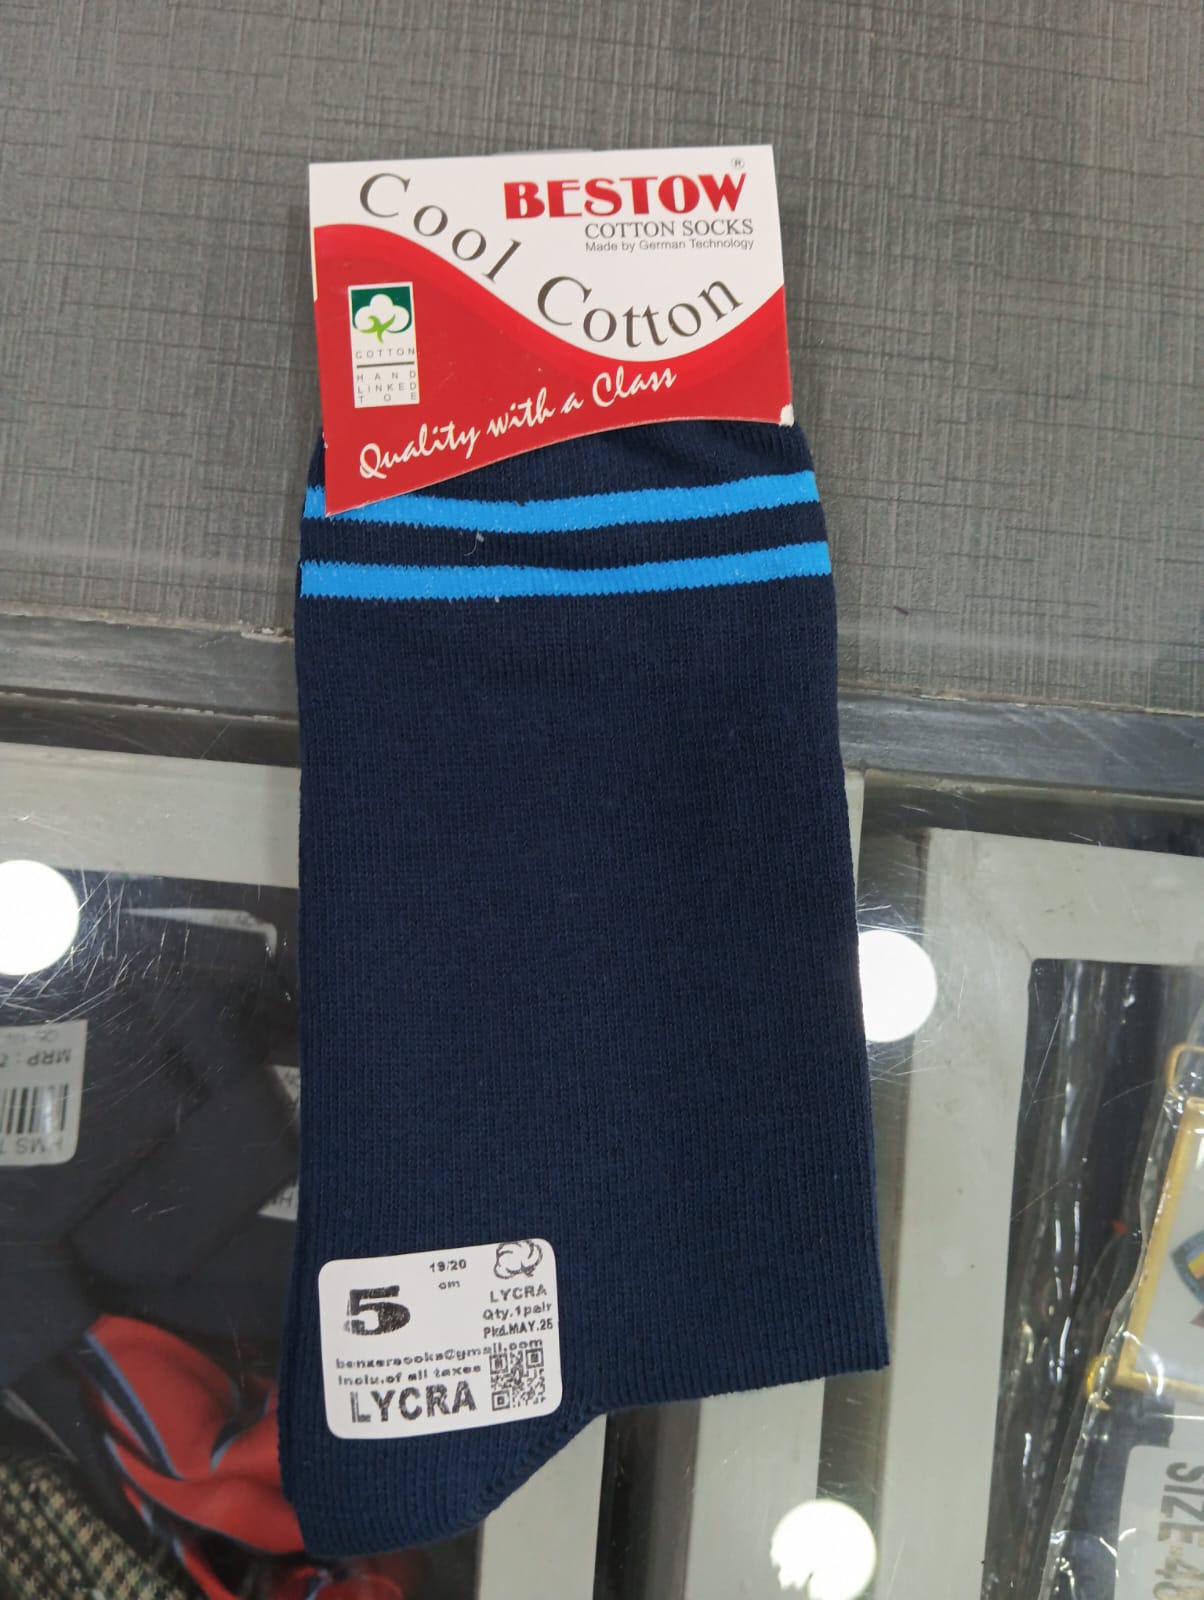 Cool Cotton
BESTOW®
COTTON SOCKS
Made by German Technology
COTTON
HAND
LINKED
TOE
Quality with a Class
5
19/20
cm
LYCRA
Qty.1pair
Pkd.MAY.25
Inclu.of all taxes
LYCRA
MRP :
SIZE